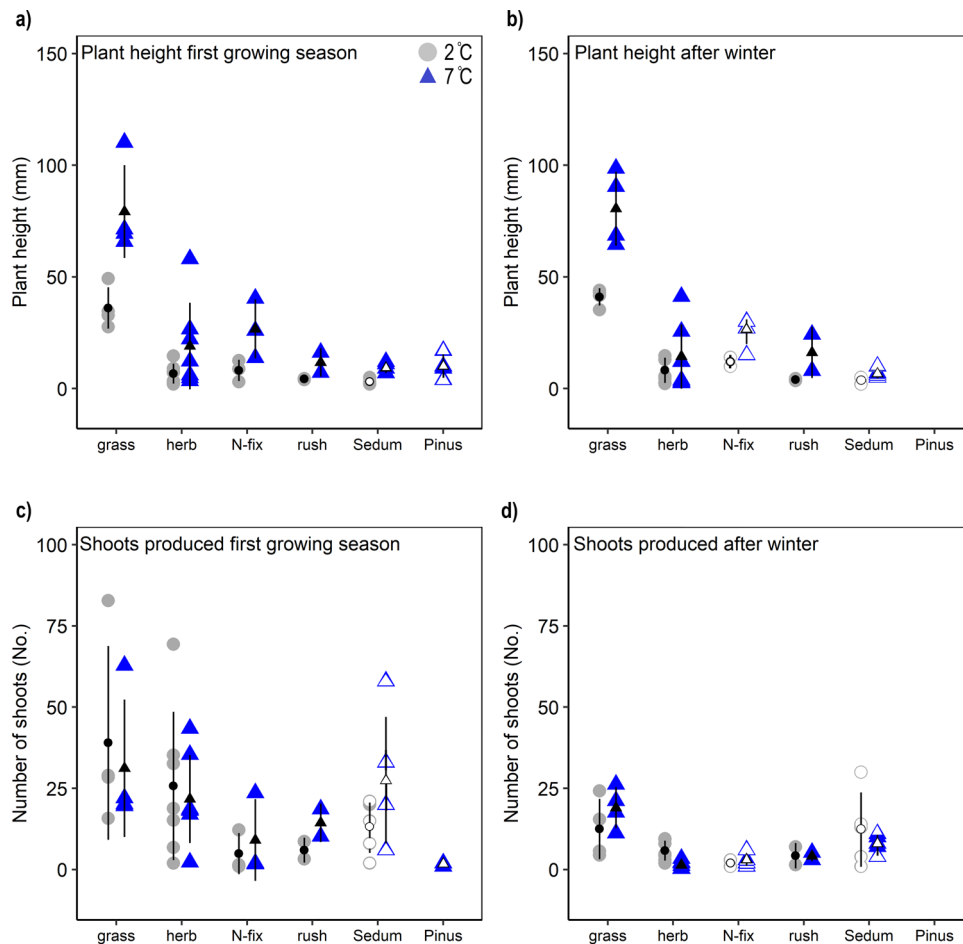 a)
Plant height first growing season
2°C
7°C
150
100
50
0
Plant height (mm)
grass herb N-fix rush Sedum Pinus
b)
Plant height after winter
150
100
50
0
Plant height (mm)
grass herb N-fix rush Sedum Pinus
c)
Shoots produced first growing season
100
75
50
25
0
Number of shoots (No.)
grass herb N-fix rush Sedum Pinus
d)
Shoots produced after winter
100
75
50
25
0
Number of shoots (No.)
grass herb N-fix rush Sedum Pinus